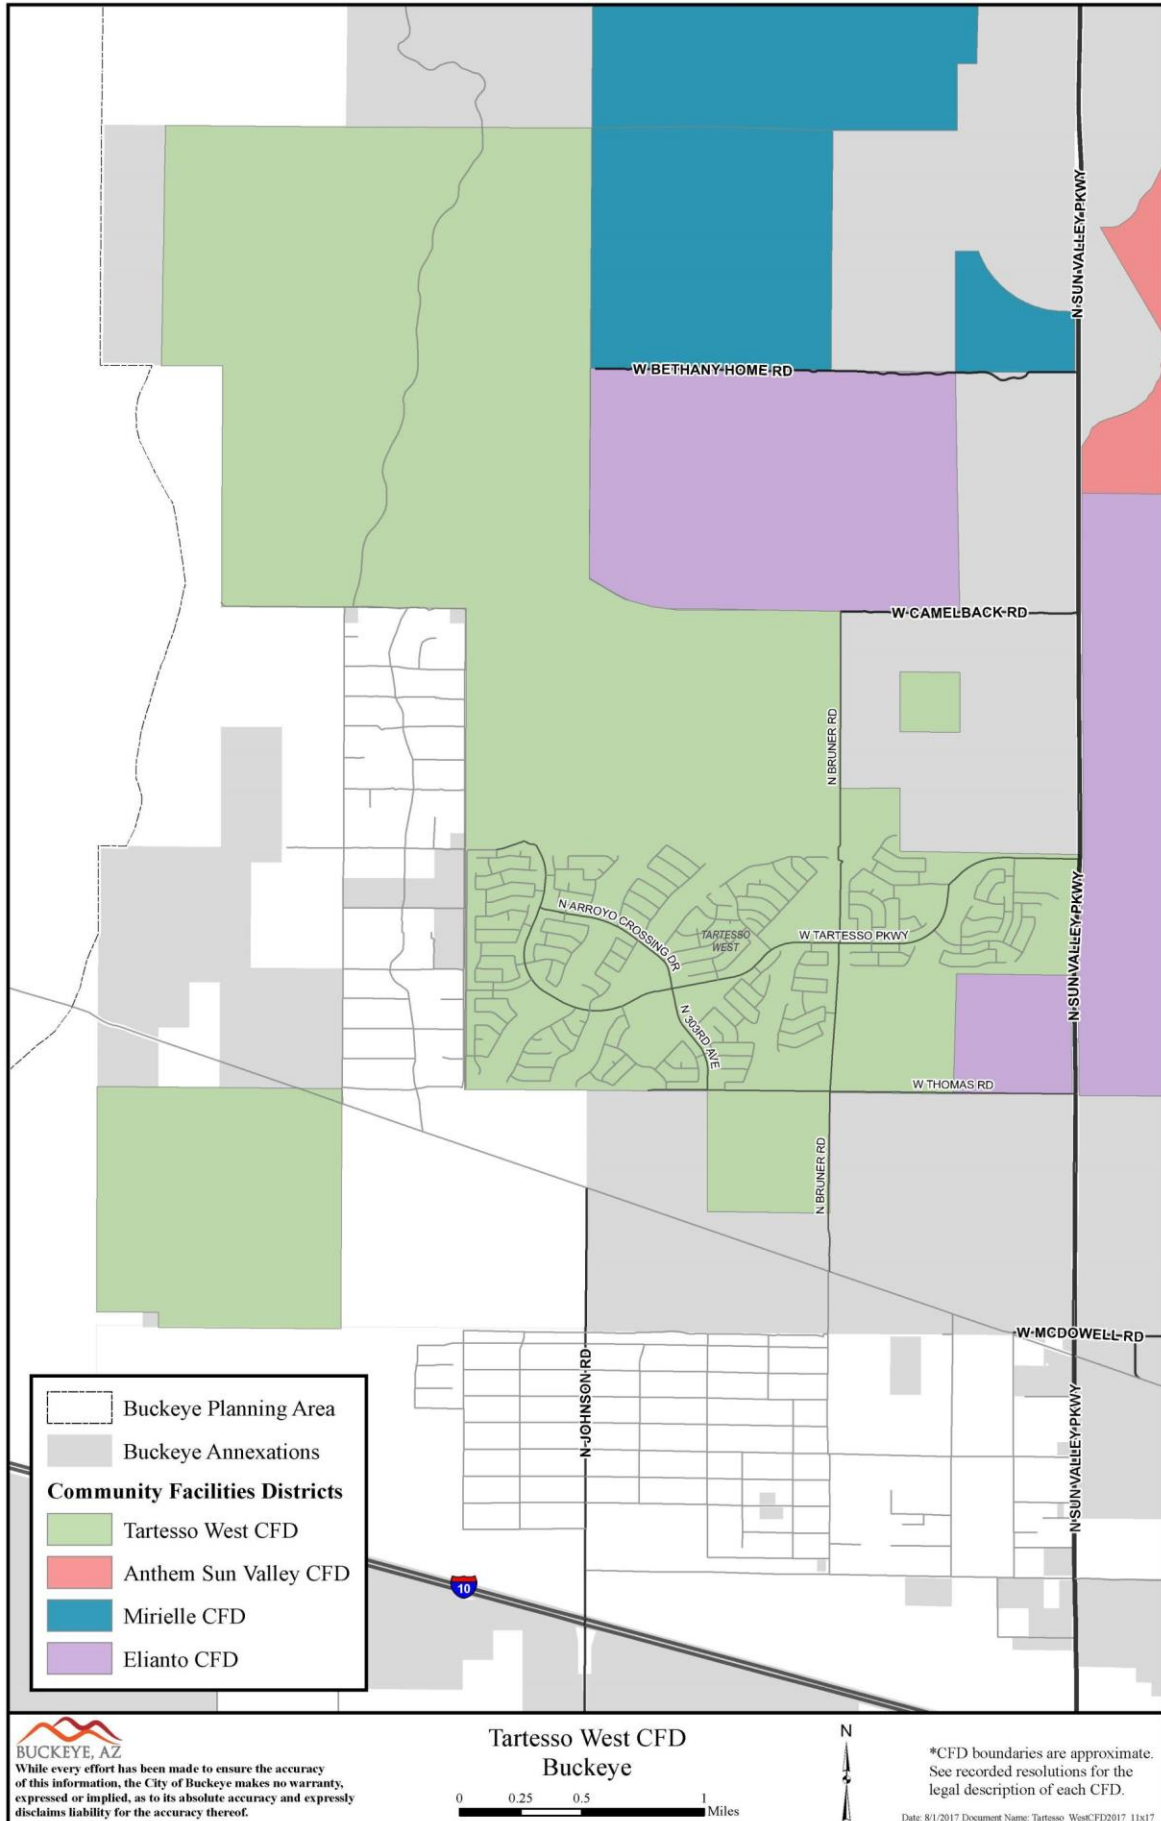 N SUN VALLEY PKWY
W BETHANY HOME RD
W CAMELBACK RD
N BRUNER RD
N ARROYO CROSSING DR
TARTESSO
WEST
W TARTESSO PKWY
N SUN VALLEY PKWY
N 303RD AVE
W THOMAS RD
N BRUNER RD
W MCDOWELL RD
N JOHNSON RD
N SUN VALLEY PKWY
10
Buckeye Planning Area
Buckeye Annexations
Community Facilities Districts
Tartesso West CFD
Anthem Sun Valley CFD
Mirielle CFD
Elianto CFD
BUCKEYE, AZ
While every effort has been made to ensure the accuracy
of this information, the City of Buckeye makes no warranty,
expressed or implied, as to its absolute accuracy and expressly
disclaims liability for the accuracy thereof.
Tartesso West CFD
Buckeye
0 0.25 0.5 1
Miles
N
*CFD boundaries are approximate.
See recorded resolutions for the
legal description of each CFD.
Date: 8/1/2017 Document Name: Tartesso_WestCFD2017_11x17